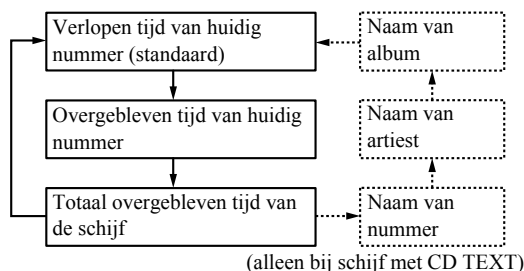 Verlopen tijd van huidig
nummer (standaard)
Overgebleven tijd van huidig
nummer
Totaal overgebleven tijd van
de schijf
Naam van
album
Naam van
artiest
Naam van
nummer
(alleen bij schijf met CD TEXT)